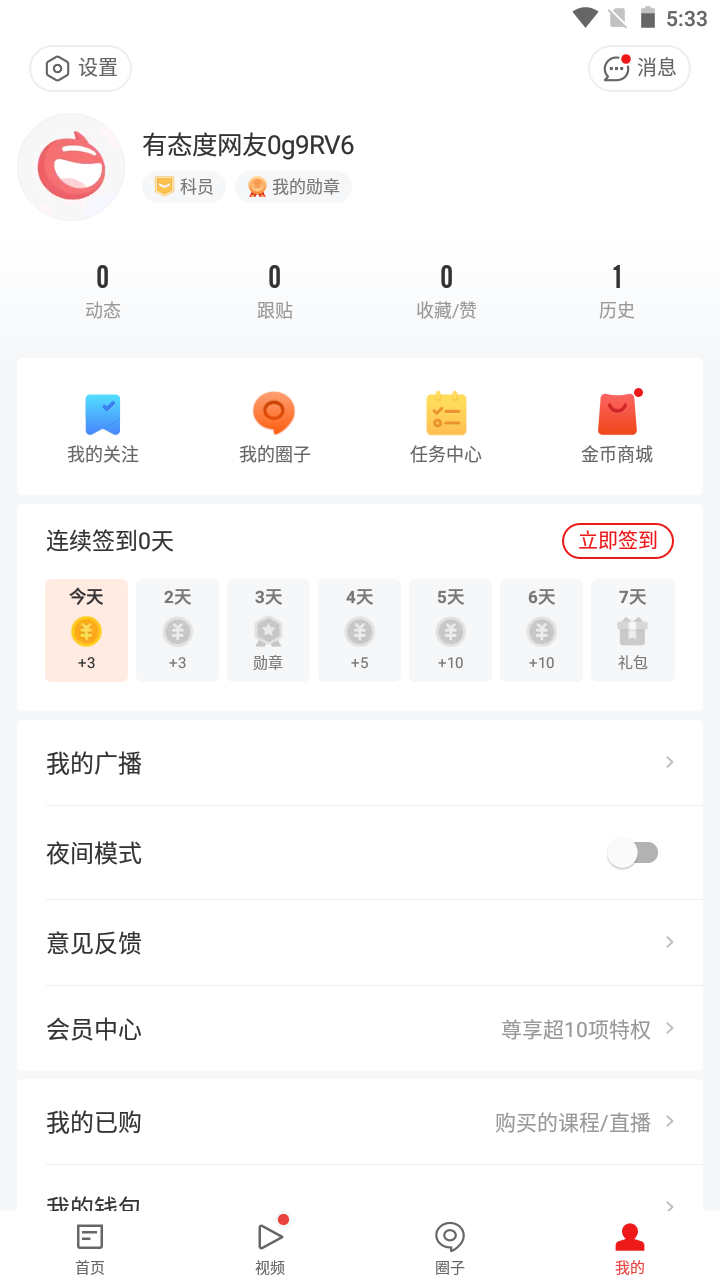 5:33
设置
消息
有态度网友0g9RV6
科员
我的勋章
0
0
0
1
动态
跟贴
收藏/赞
历史
我的关注
我的圈子
任务中心
金币商城
连续签到0天
立即签到
今天
2天
3天
4天
5天
6天
7天
+3
+3
勋章
+5
+10
+10
礼包
我的广播
夜间模式
意见反馈
会员中心
尊享超10项特权
我的已购
购买的课程/直播
我的钱包
首页
视频
圈子
我的